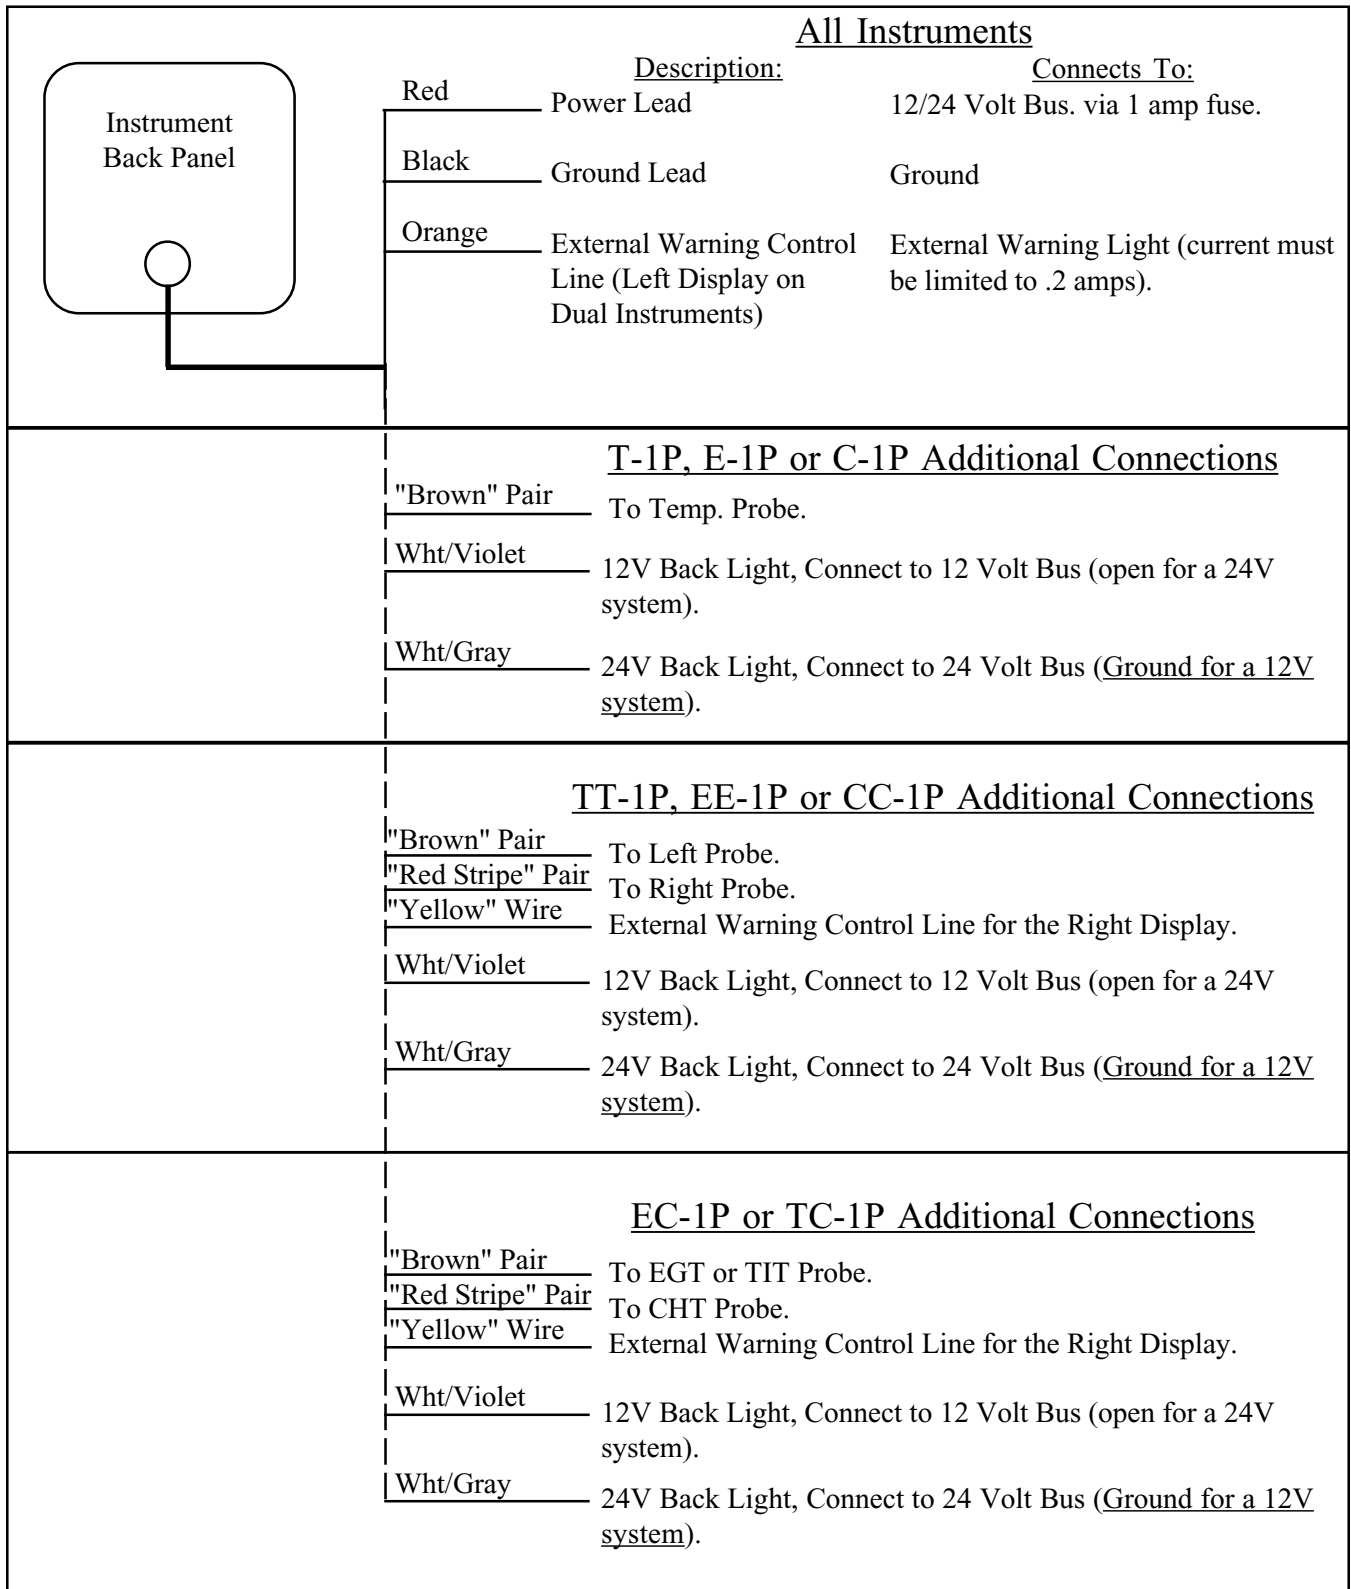 All Instruments
Description:
Connects To:
Instrument
Back Panel
Red
Power Lead
12/24 Volt Bus. via 1 amp fuse.
Black
Ground Lead
Ground
Orange
External Warning Control
Line (Left Display on
Dual Instruments)
External Warning Light (current must
be limited to .2 amps).
T-1P, E-1P or C-1P Additional Connections
"Brown" Pair
To Temp. Probe.
Wht/Violet
12V Back Light, Connect to 12 Volt Bus (open for a 24V
system).
Wht/Gray
24V Back Light, Connect to 24 Volt Bus (Ground for a 12V
system).
TT-1P, EE-1P or CC-1P Additional Connections
"Brown" Pair
To Left Probe.
"Red Stripe" Pair
To Right Probe.
"Yellow" Wire
External Warning Control Line for the Right Display.
Wht/Violet
12V Back Light, Connect to 12 Volt Bus (open for a 24V
system).
Wht/Gray
24V Back Light, Connect to 24 Volt Bus (Ground for a 12V
system).
EC-1P or TC-1P Additional Connections
"Brown" Pair
To EGT or TIT Probe.
"Red Stripe" Pair
To CHT Probe.
"Yellow" Wire
External Warning Control Line for the Right Display.
Wht/Violet
12V Back Light, Connect to 12 Volt Bus (open for a 24V
system).
Wht/Gray
24V Back Light, Connect to 24 Volt Bus (Ground for a 12V
system).